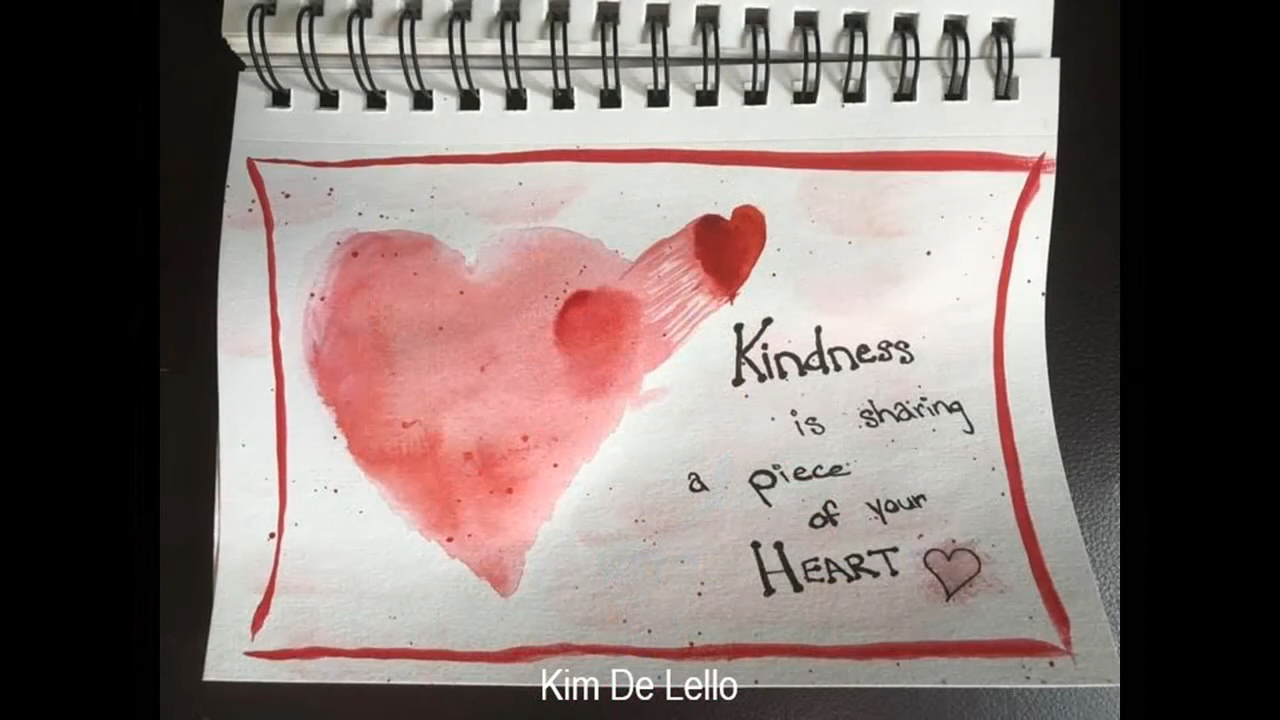 Kindness
is sharing
a piece
of your
HEART
Kim De Lello